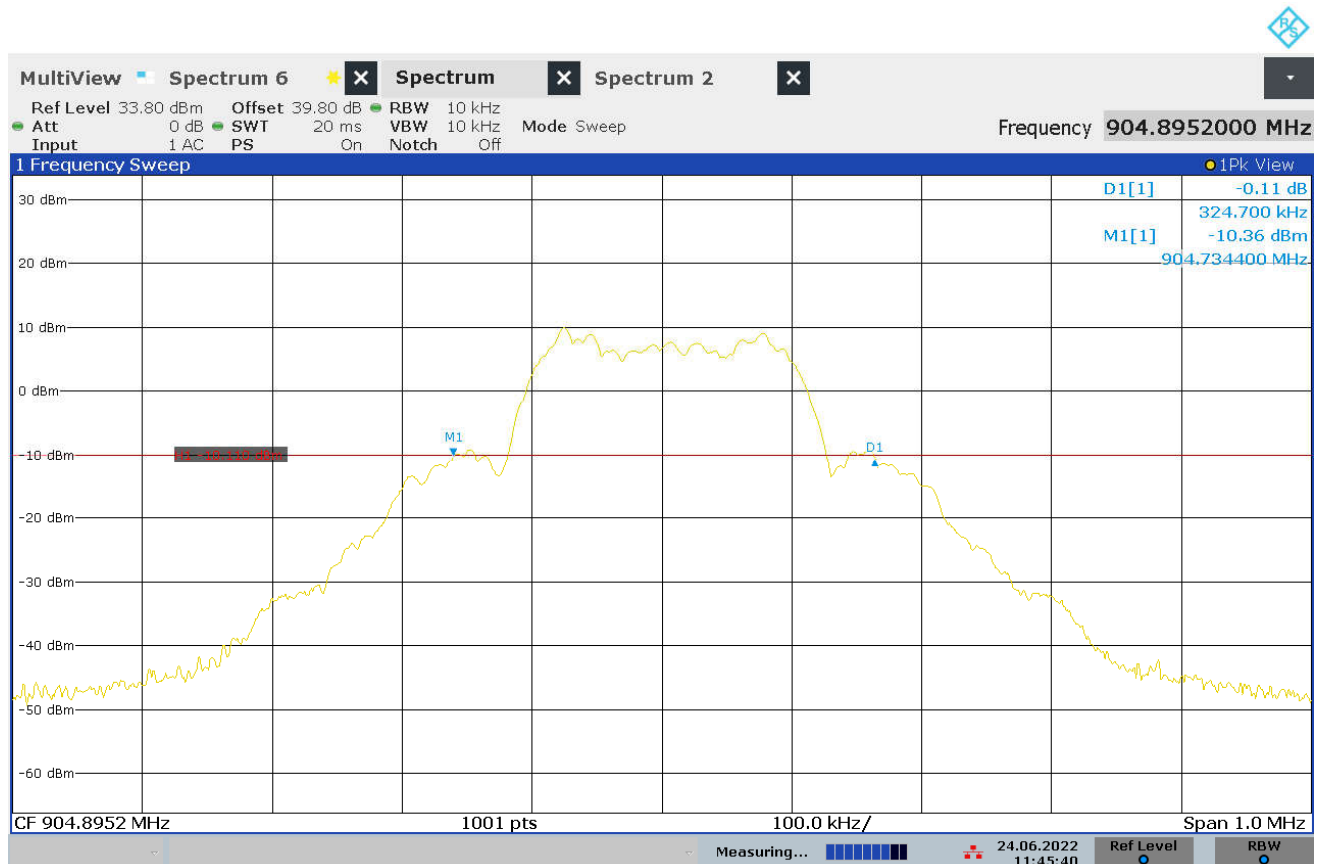 R&S
MultiView Spectrum 6 Spectrum Spectrum 2
Ref Level 33.80 dBm Offset 39.80 dB RBW 10 kHz
Att 0 dB SWT 20 ms VBW 10 kHz Mode Sweep Frequency 904.8952000 MHz
Input 1 AC PS On Notch Off
1 Frequency Sweep 1Pk View
D1[1] -0.11 dB
30 dBm
324.700 kHz
M1[1] -10.36 dBm
20 dBm 904.734400 MHz
10 dBm
0 dBm
M1
D1
-10 dBm
-20 dBm
-30 dBm
-40 dBm
-50 dBm
-60 dBm
CF 904.8952 MHz 1001 pts 100.0 kHz/ Span 1.0 MHz
Measuring... 24.06.2022 Ref Level RBW
11:45:40